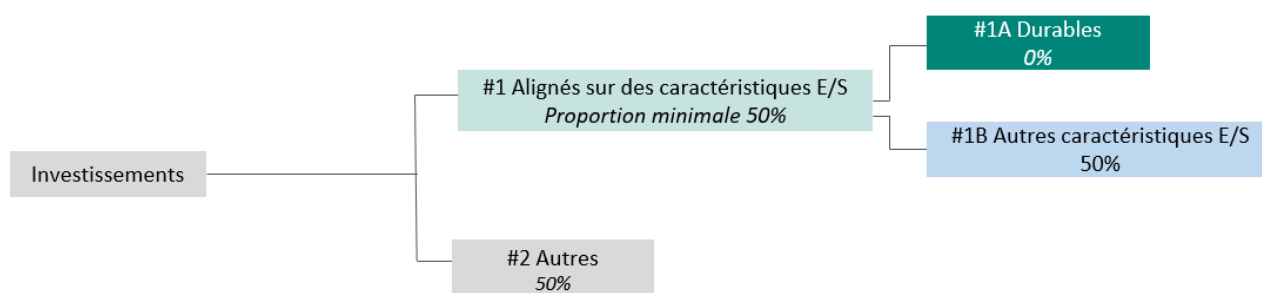 #1A Durables
0%
#1 Alignés sur des caractéristiques E/S
Proportion minimale 50%
#1B Autres caractéristiques E/S
50%
Investissements
#2 Autres
50%